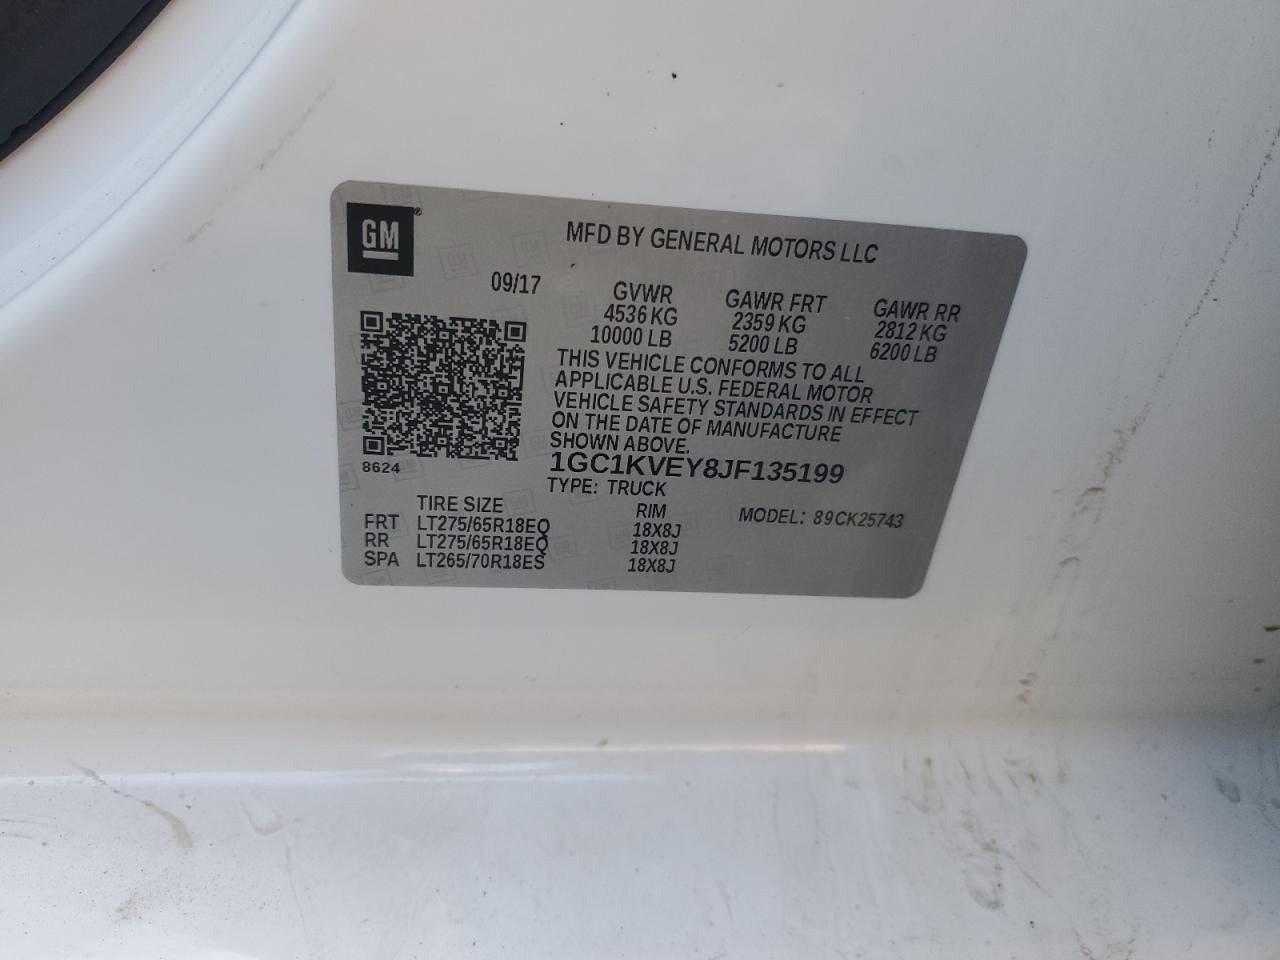 GM®
MFD BY GENERAL MOTORS LLC
09/17
GVWR
4536 KG
10000 LB
GAWR FRT
2359 KG
5200 LB
GAWR RR
2812 KG
6200 LB
THIS VEHICLE CONFORMS TO ALL
APPLICABLE U.S. FEDERAL MOTOR
VEHICLE SAFETY STANDARDS IN EFFECT
ON THE DATE OF MANUFACTURE
SHOWN ABOVE.
8624
1GC1KVEY8JF135199
TYPE: TRUCK
MODEL: 89CK25743
TIRE SIZE RIM
FRT LT275/65R18EQ 18X8J
RR LT275/65R18EQ 18X8J
SPA LT265/70R18ES 18X8J